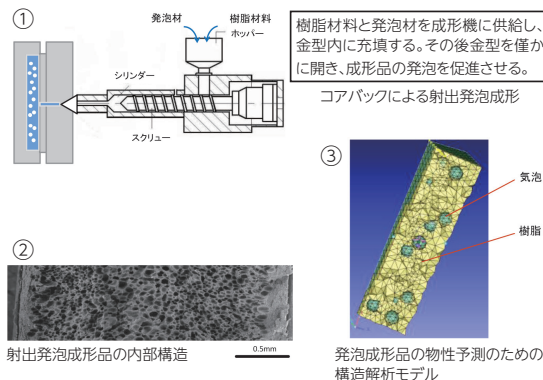 ①
発泡材
樹脂材料
ホッパー
シリンダー
スクリュー
樹脂材料と発泡材を成形機に供給し、
金型内に充填する。その後金型を僅か
に開き、成形品の発泡を促進させる。
コアバックによる射出発泡成形
②
射出発泡成形品の内部構造
0.5mm
③
気泡
樹脂
発泡成形品の物性予測のための
構造解析モデル